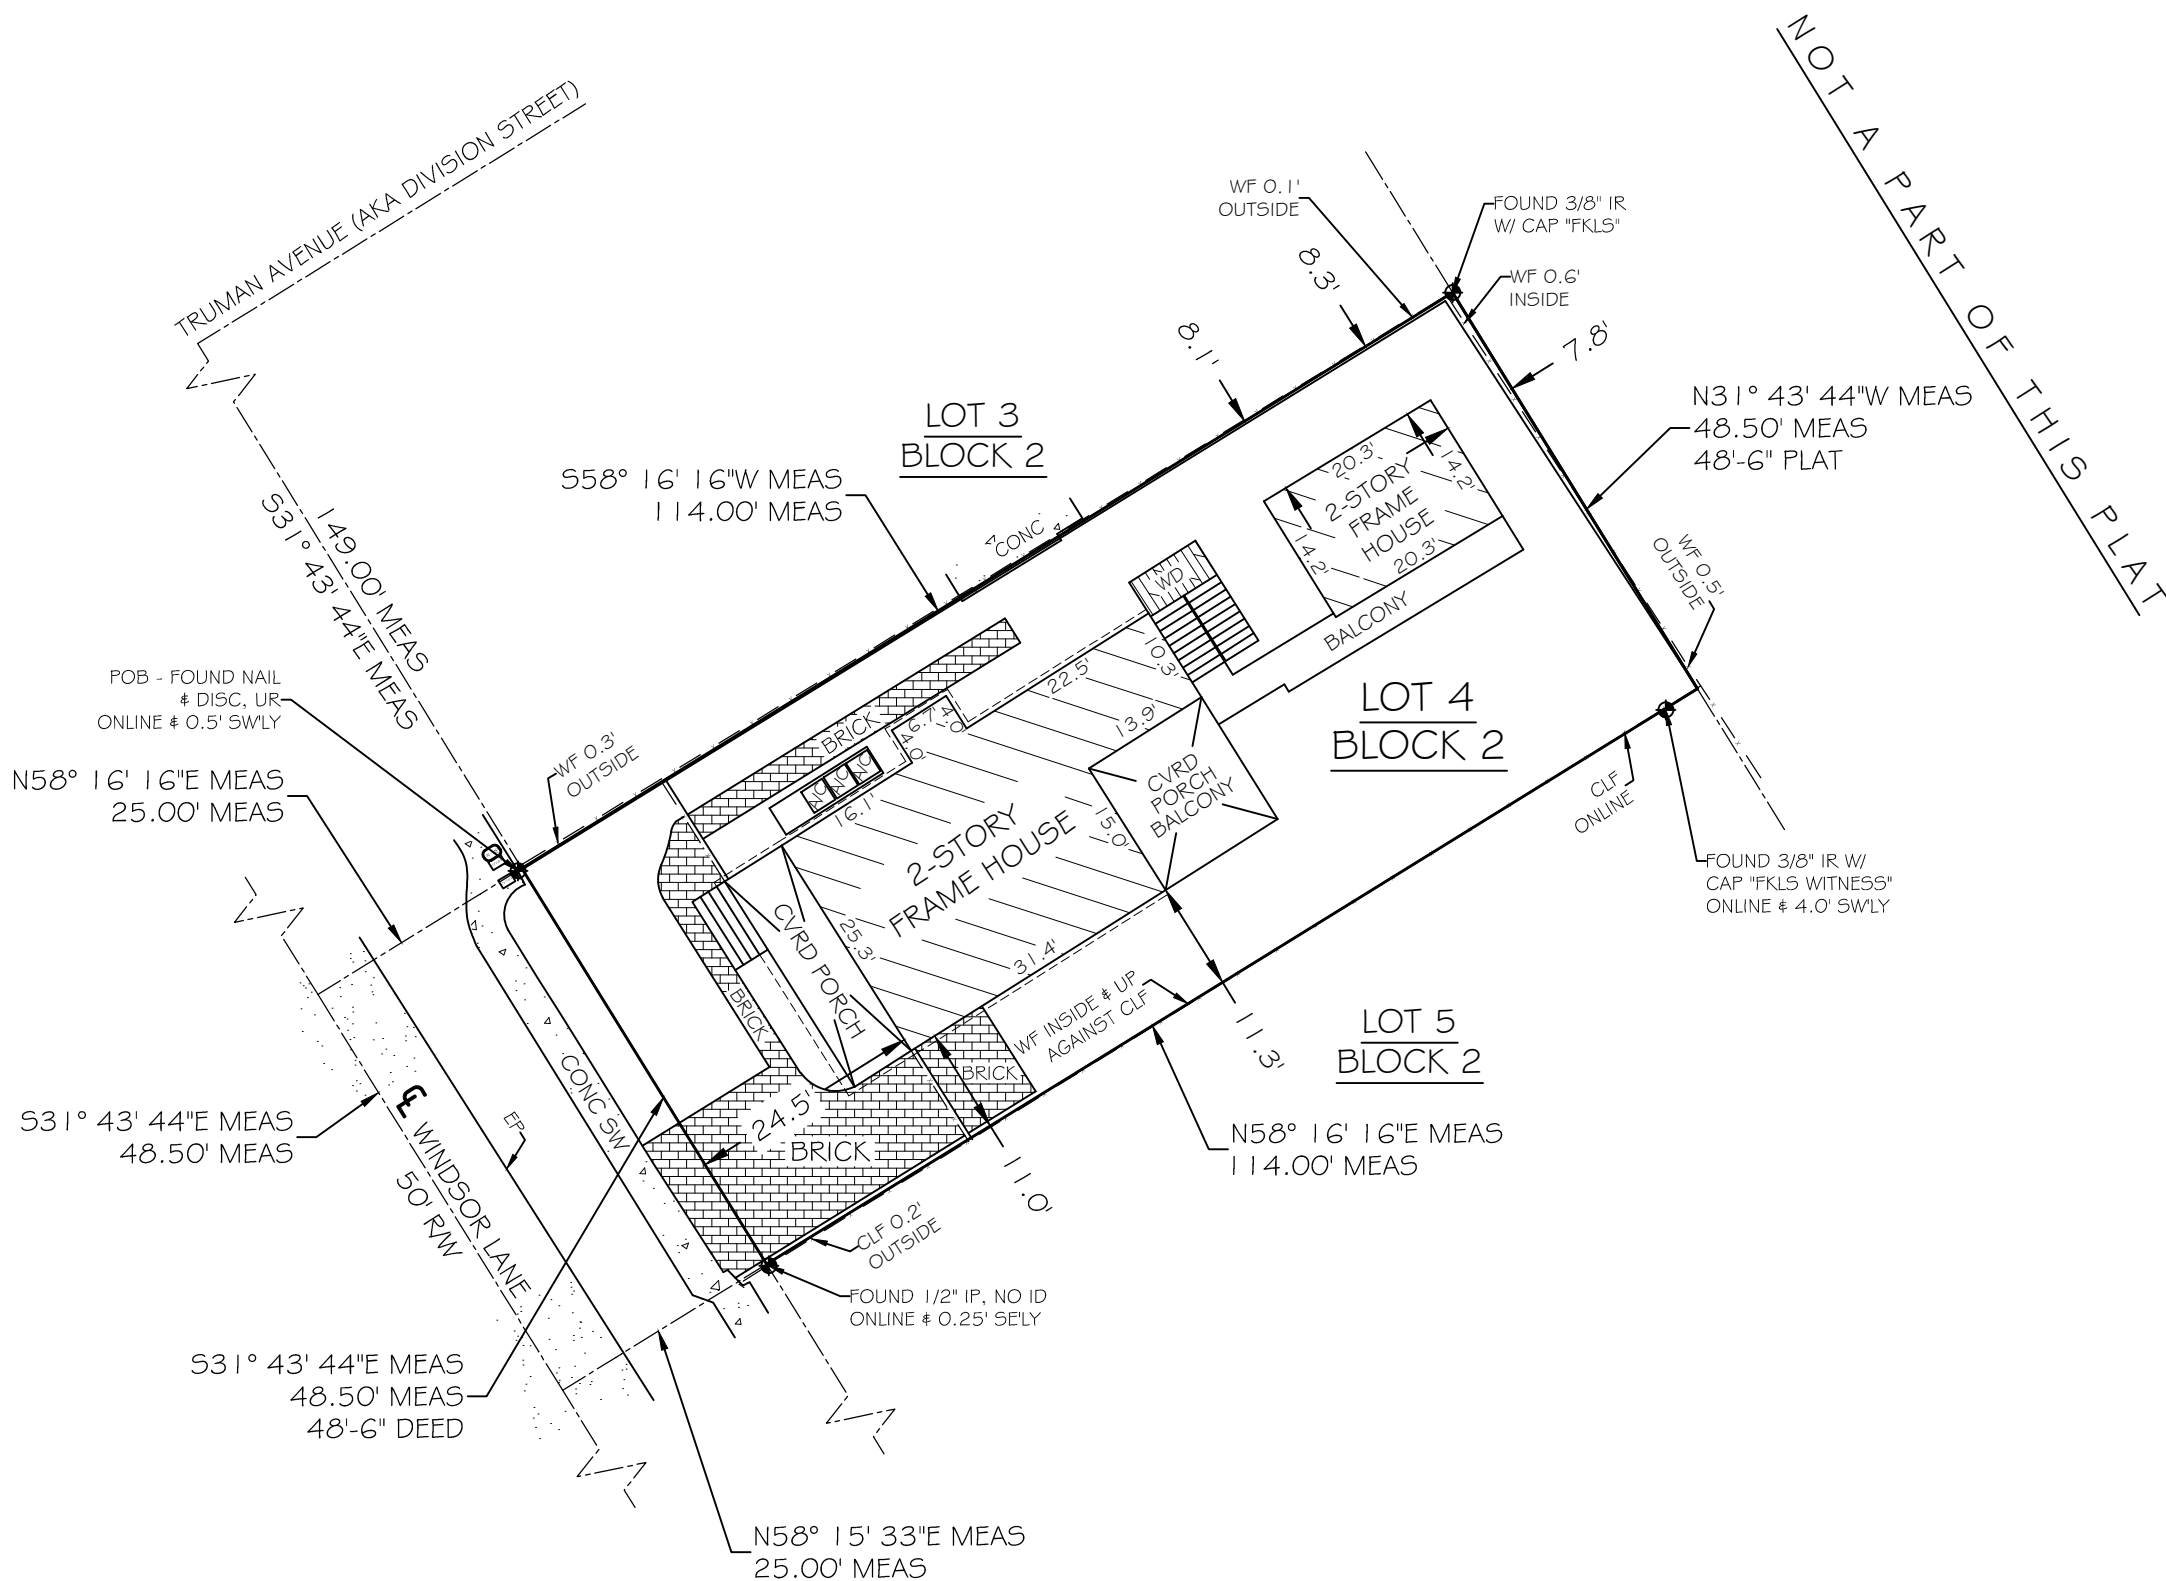 NOT A PART OF THIS PLAT
TRUMAN AVENUE (AKA DIVISION STREET)
WF 0.1'
OUTSIDE
FOUND 3/8" IR
W/ CAP "FKLS"
8.3'
WF 0.6'
INSIDE
8.1'
7.8'
N31° 43' 44"W MEAS
48.50' MEAS
48'-6" PLAT
LOT 3
BLOCK 2
S58° 16' 16"W MEAS
114.00' MEAS
149.00' MEAS
S31° 43' 44"E MEAS
CONC
20.3'
14.2'
2-STORY
FRAME
HOUSE
14.2'
20.3'
BALCONY
WD
WF 0.5'
OUTSIDE
POB - FOUND NAIL
& DISC, UR
ONLINE & 0.5' SW'LY
N58° 16' 16"E MEAS
25.00' MEAS
WF 0.3'
OUTSIDE
BRICK
22.5'
10.3'
6.7'
4.0'
4.0'
13.9'
16.1'
LOT 4
BLOCK 2
CVRD
PORCH
BALCONY
15.0'
2-STORY
FRAME HOUSE
CLF
ONLINE
FOUND 3/8" IR W/
CAP "FKLS WITNESS"
ONLINE & 4.0' SW'LY
CVRD PORCH
25.3'
31.4'
BRICK
WF INSIDE & UP
AGAINST CLF
11.3'
LOT 5
BLOCK 2
BRICK
24.5'
BRICK
11.0'
N58° 16' 16"E MEAS
114.00' MEAS
S31° 43' 44"E MEAS
48.50' MEAS
CL WINDSOR LANE
50' R/W
EP
CONC SW
CLF 0.2'
OUTSIDE
FOUND 1/2" IP, NO ID
ONLINE & 0.25' SE'LY
S31° 43' 44"E MEAS
48.50' MEAS
48'-6" DEED
N58° 15' 33"E MEAS
25.00' MEAS